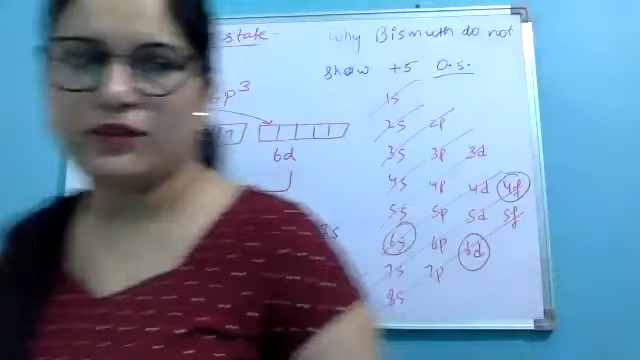 state -
why Bismuth do not
show +5 O.S.
p³
6d
1s
2s 2p
3s 3p 3d
4s 4p 4d 4f
5s 5p 5d 5f
6s 6p 6d
7s 7p
8s